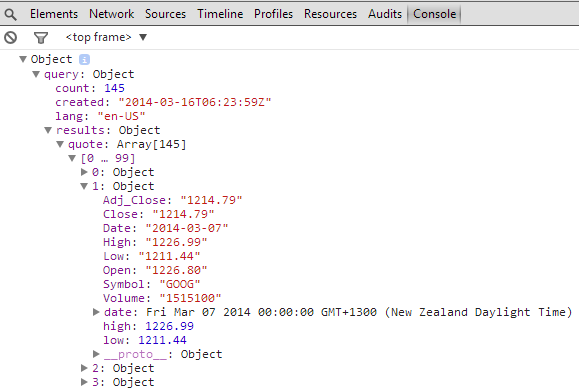 Elements Network Sources Timeline Profiles Resources Audits Console
<top frame> ▼
▼ Object i
▼ query: Object
count: 145
created: "2014-03-16T06:23:59Z"
lang: "en-US"
▼ results: Object
▼ quote: Array[145]
▼ [0 … 99]
▶ 0: Object
▼ 1: Object
Adj_Close: "1214.79"
Close: "1214.79"
Date: "2014-03-07"
High: "1226.99"
Low: "1211.44"
Open: "1226.80"
Symbol: "GOOG"
Volume: "1515100"
▶ date: Fri Mar 07 2014 00:00:00 GMT+1300 (New Zealand Daylight Time)
high: 1226.99
low: 1211.44
▶ __proto__: Object
▶ 2: Object
▶ 3: Object